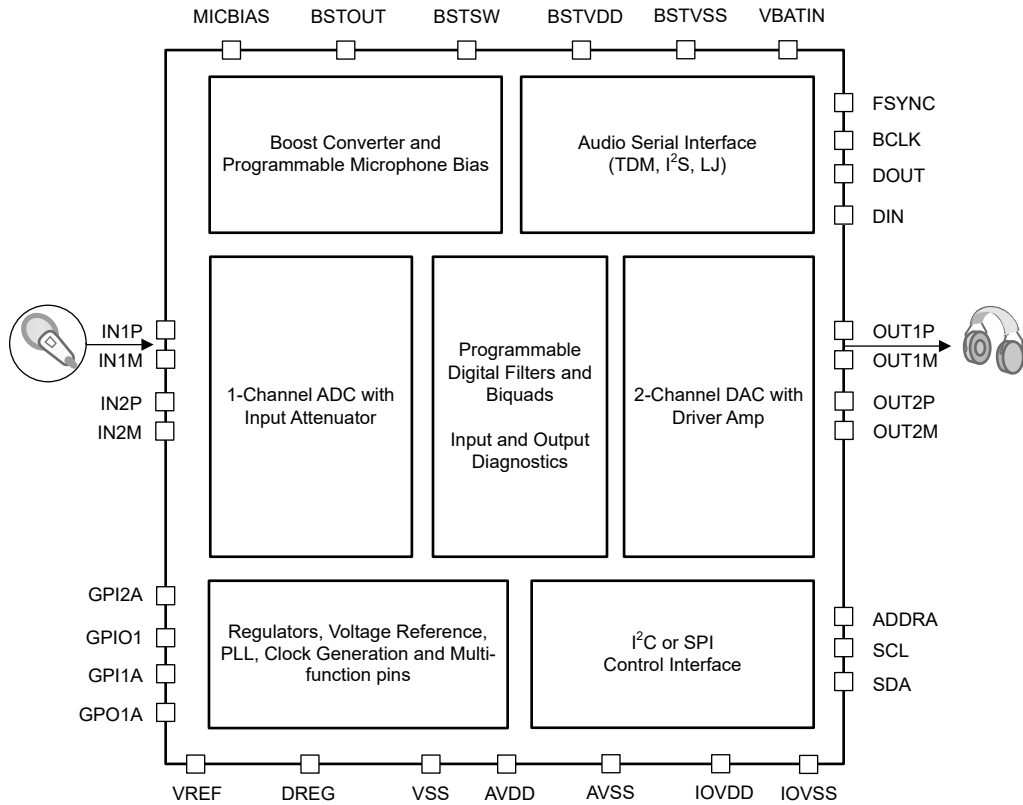 MICBIAS BSTOUT BSTSW BSTVDD BSTVSS VBATIN
FSYNC
BCLK
DOUT
DIN
Boost Converter and
Programmable Microphone Bias
Audio Serial Interface
(TDM, I²S, LJ)
IN1P
IN1M
IN2P
IN2M
1-Channel ADC with
Input Attenuator
Programmable
Digital Filters and
Biquads
Input and Output
Diagnostics
2-Channel DAC with
Driver Amp
OUT1P
OUT1M
OUT2P
OUT2M
GPI2A
GPIO1
GPI1A
GPO1A
Regulators, Voltage Reference,
PLL, Clock Generation and Multi-
function pins
I²C or SPI
Control Interface
ADDRA
SCL
SDA
VREF DREG VSS AVDD AVSS IOVDD IOVSS